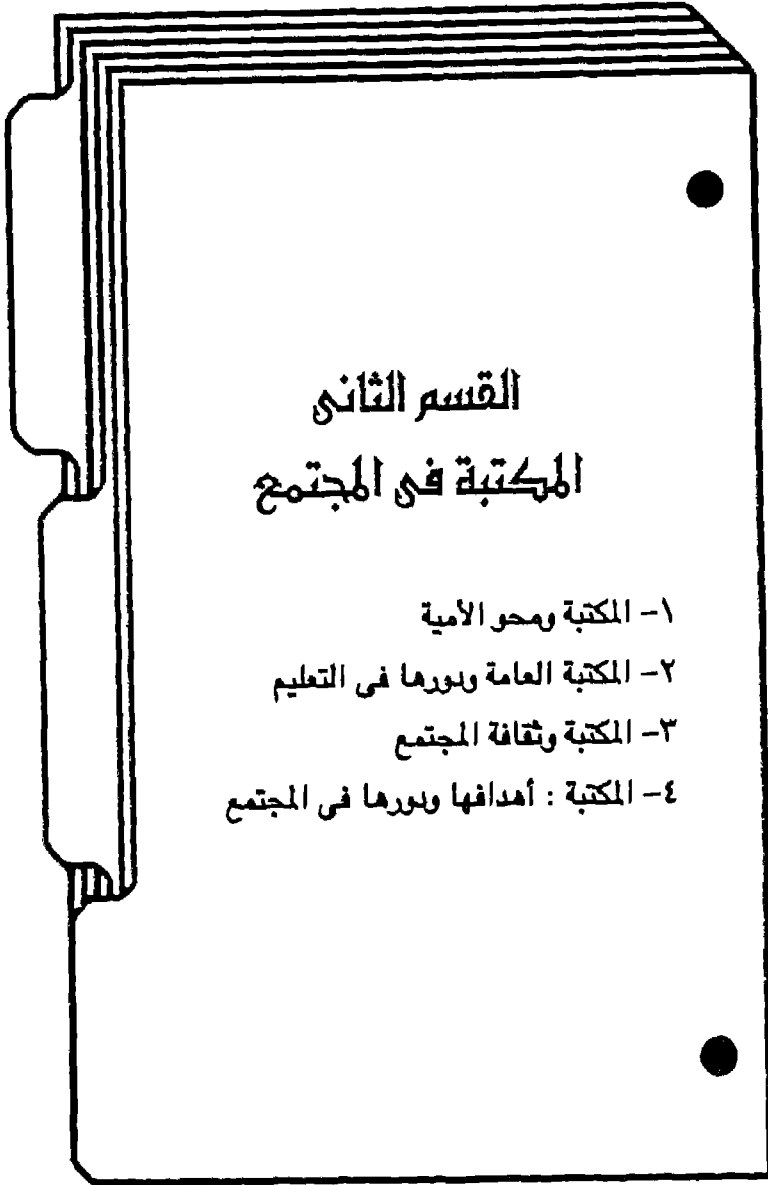 القسم الثانى
المكتبة فى المجتمع
١- المكتبة ومحو الأمية
٢- المكتبة العامة ودورها فى التعليم
٣- المكتبة وثقافة المجتمع
٤- المكتبة : أهدافها ودورها فى المجتمع